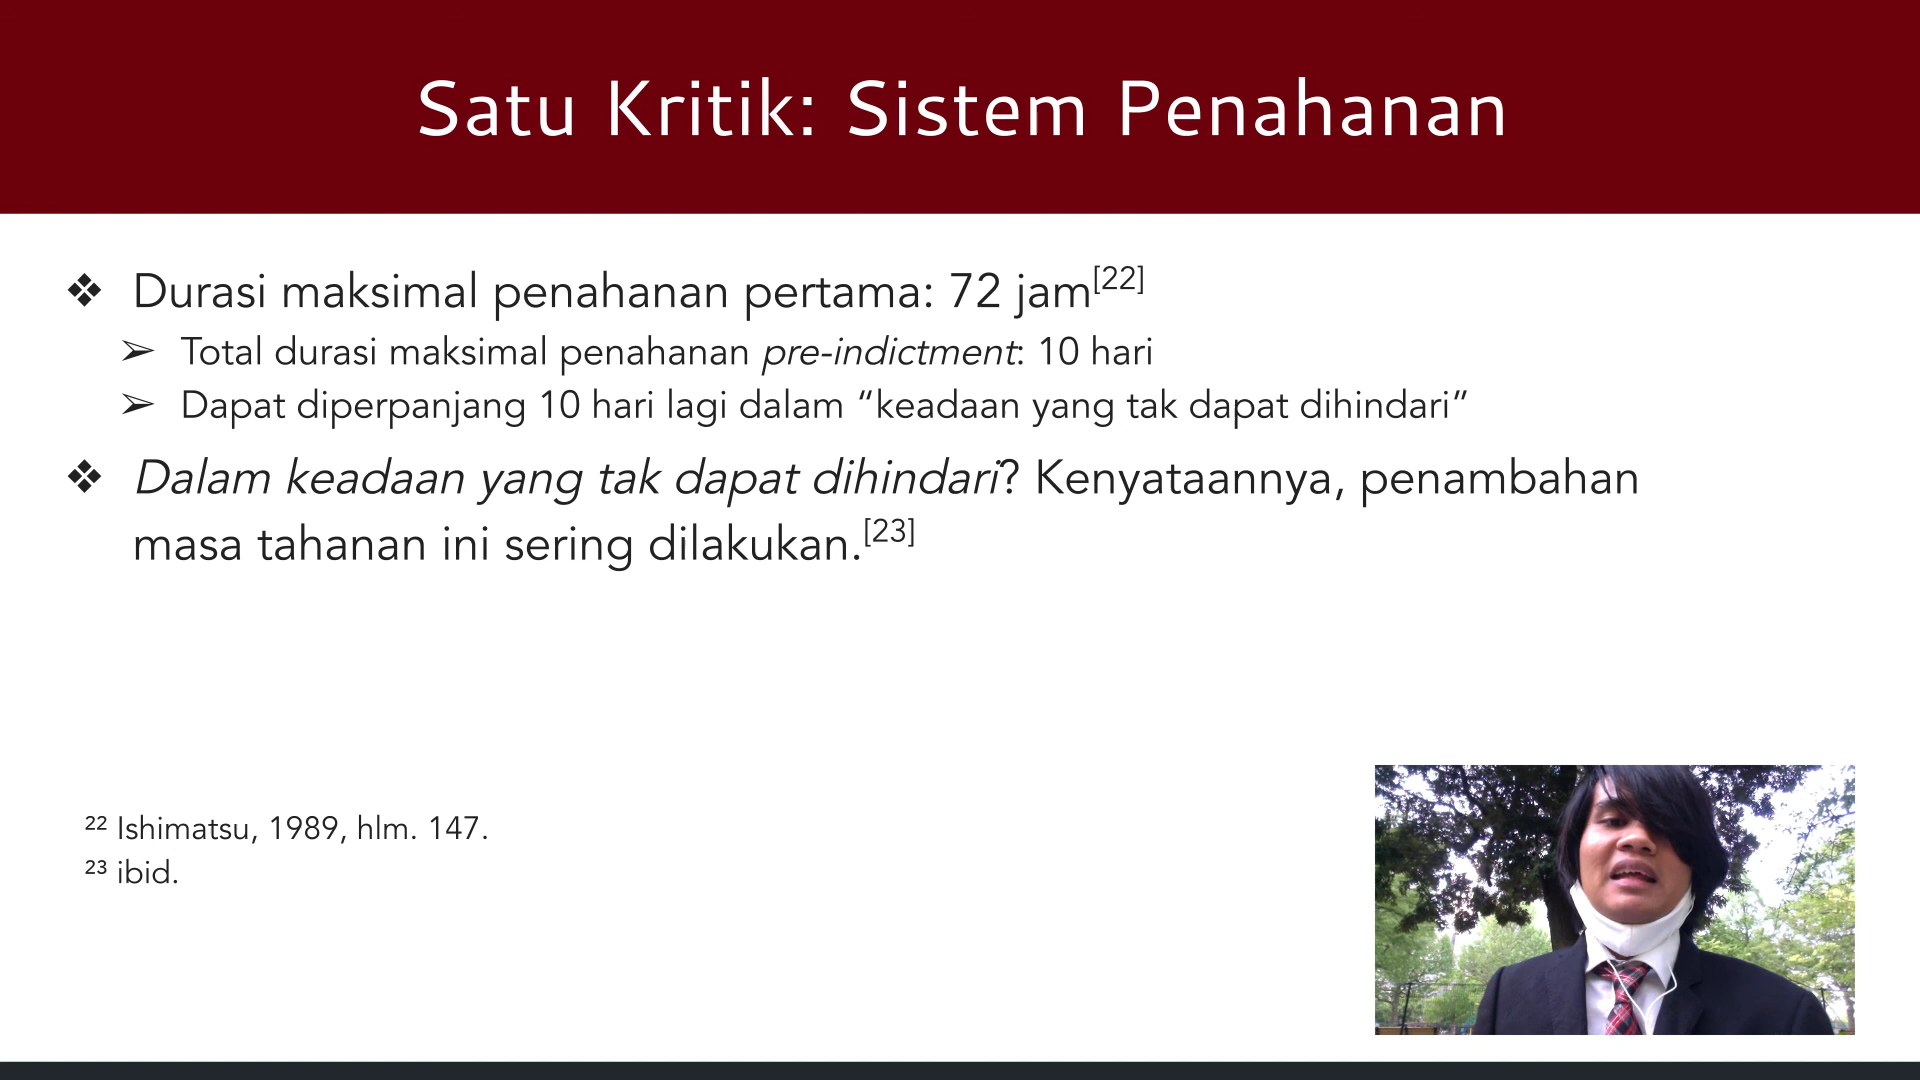 Satu Kritik: Sistem Penahanan
❖ Durasi maksimal penahanan pertama: 72 jam[22]
➢ Total durasi maksimal penahanan pre-indictment: 10 hari
➢ Dapat diperpanjang 10 hari lagi dalam “keadaan yang tak dapat dihindari”
❖ Dalam keadaan yang tak dapat dihindari? Kenyataannya, penambahan
masa tahanan ini sering dilakukan.[23]
22 Ishimatsu, 1989, hlm. 147.
23 ibid.